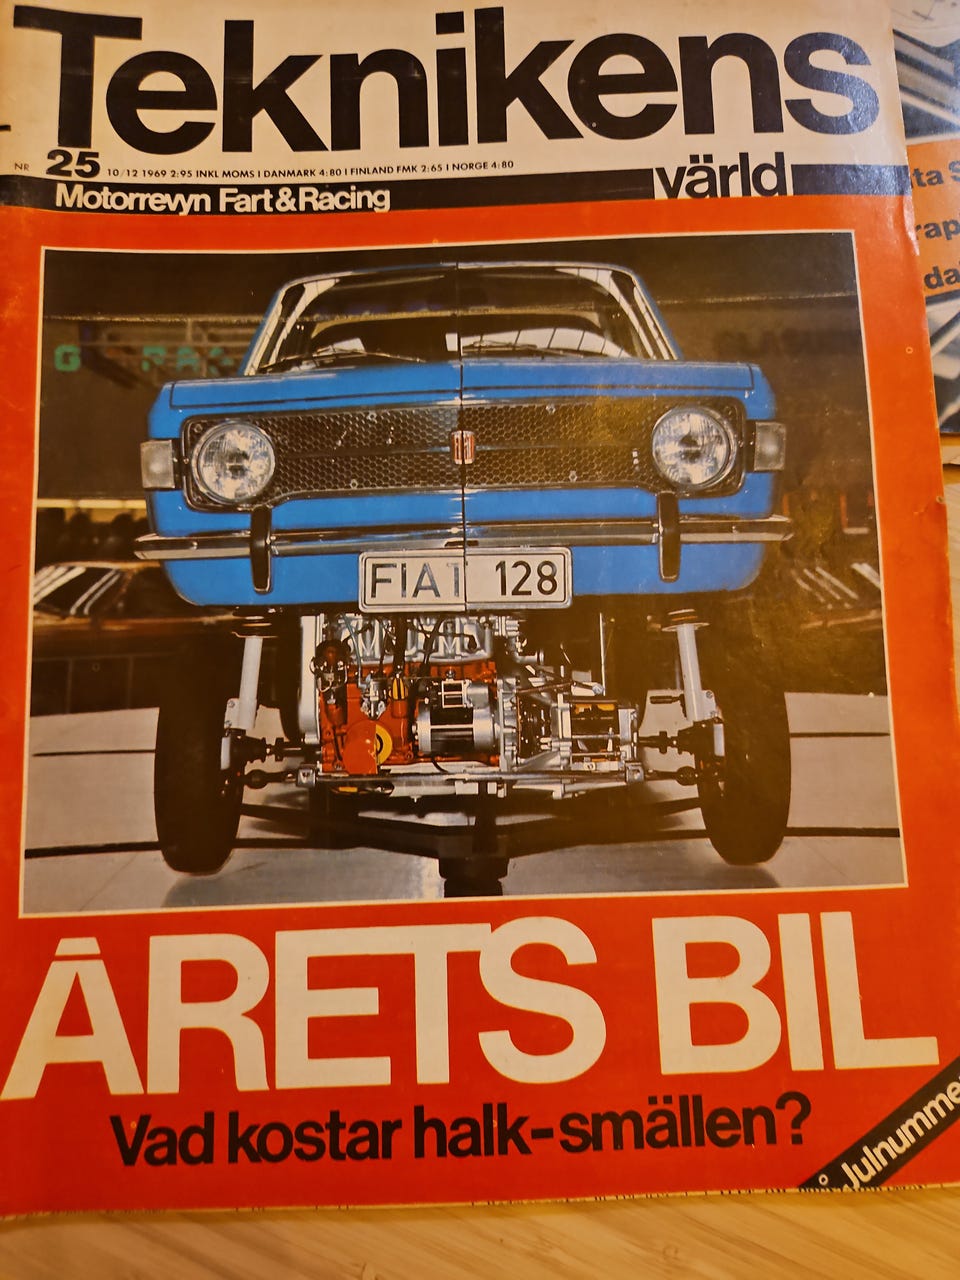 Teknikens
värld
NR 25 10/12 1969 2:95 INKL MOMS I DANMARK 4:80 I FINLAND FMK 2:65 I NORGE 4:80
Motorrevyn Fart & Racing
FIAT 128
ÅRETS BIL
Vad kostar halk-smällen?
Julnumme